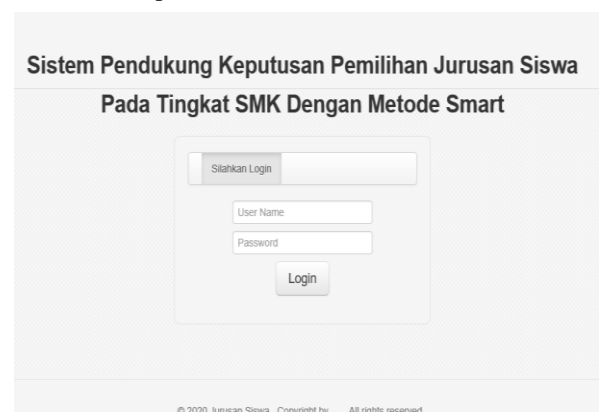 Sistem Pendukung Keputusan Pemilihan Jurusan Siswa
Pada Tingkat SMK Dengan Metode Smart
Silahkan Login
User Name
Password
Login
© 2020 Jurusan Siswa Copyright by All rights reserved